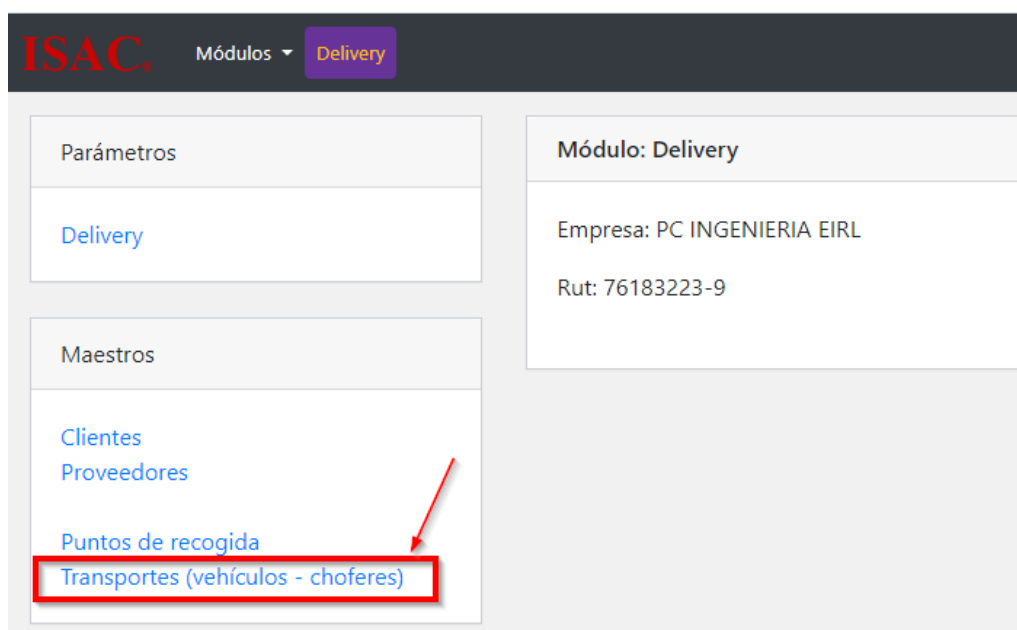 ISAC® Módulos Delivery
Parámetros
Delivery
Maestros
Clientes
Proveedores
Puntos de recogida
Transportes (vehículos - choferes)
Módulo: Delivery
Empresa: PC INGENIERIA EIRL
Rut: 76183223-9